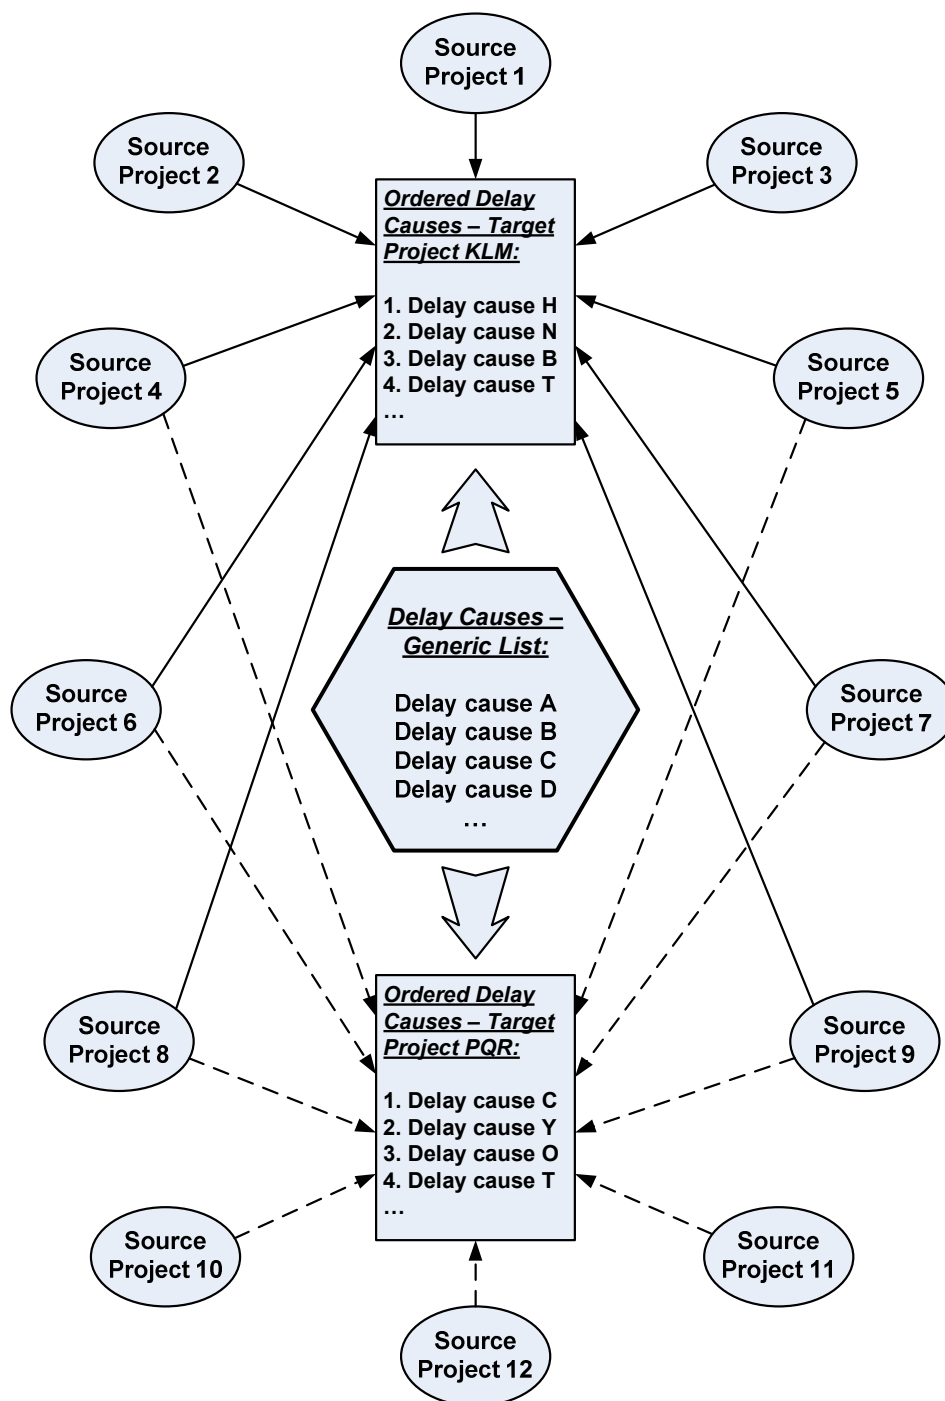 Source
Project 1
Source
Project 2
Source
Project 3
Ordered Delay
Causes – Target
Project KLM:
1. Delay cause H
2. Delay cause N
3. Delay cause B
4. Delay cause T
...
Source
Project 4
Source
Project 5
Delay Causes –
Generic List:
Delay cause A
Delay cause B
Delay cause C
Delay cause D
...
Source
Project 6
Source
Project 7
Ordered Delay
Causes – Target
Project PQR:
1. Delay cause C
2. Delay cause Y
3. Delay cause O
4. Delay cause T
...
Source
Project 8
Source
Project 9
Source
Project 10
Source
Project 11
Source
Project 12